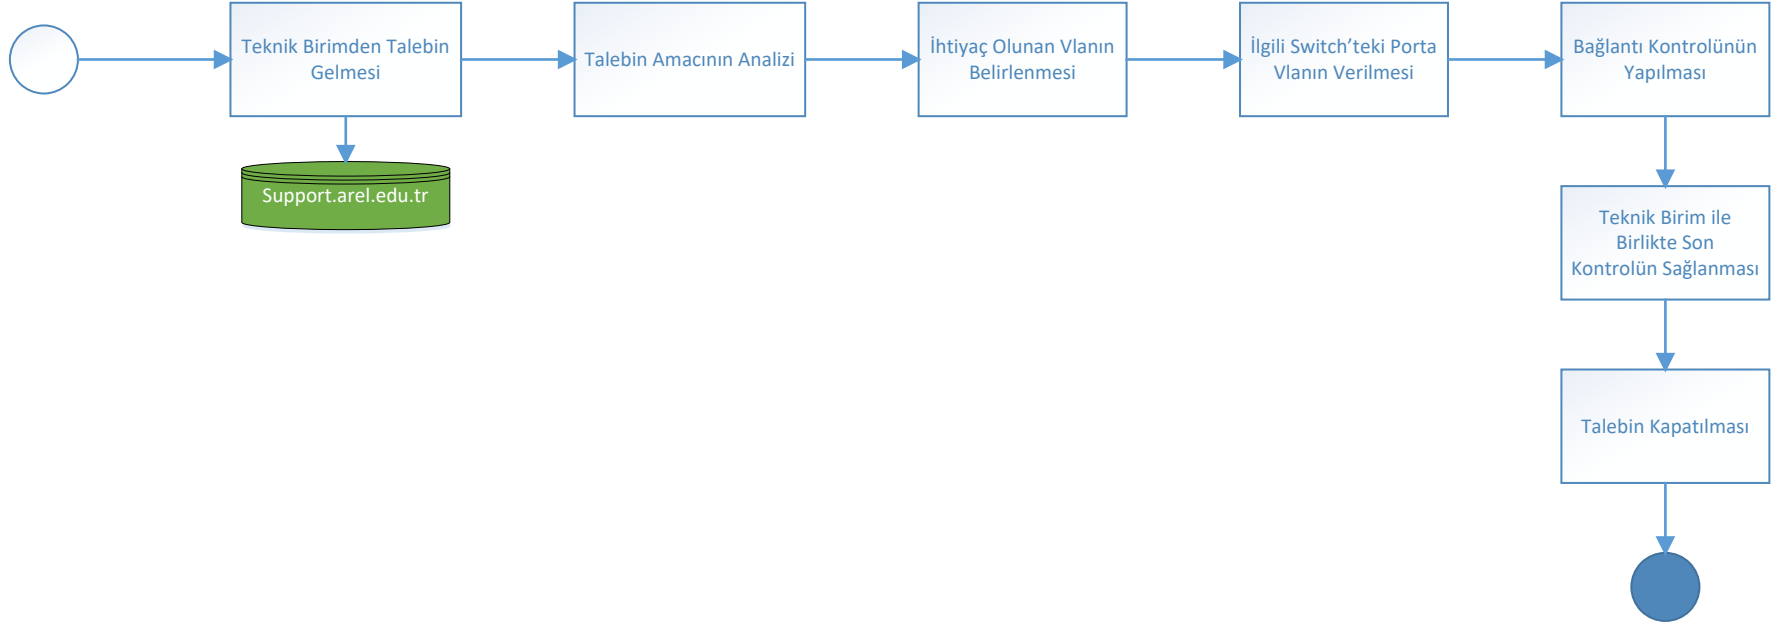 Teknik Birimden Talebin
Gelmesi
Talebin Amacının Analizi
İhtiyaç Olunan Vlanın
Belirlenmesi
İlgili Switch’teki Porta
Vlanın Verilmesi
Bağlantı Kontrolünün
Yapılması
Support.arel.edu.tr
Teknik Birim ile
Birlikte Son
Kontrolün Sağlanması
Talebin Kapatılması